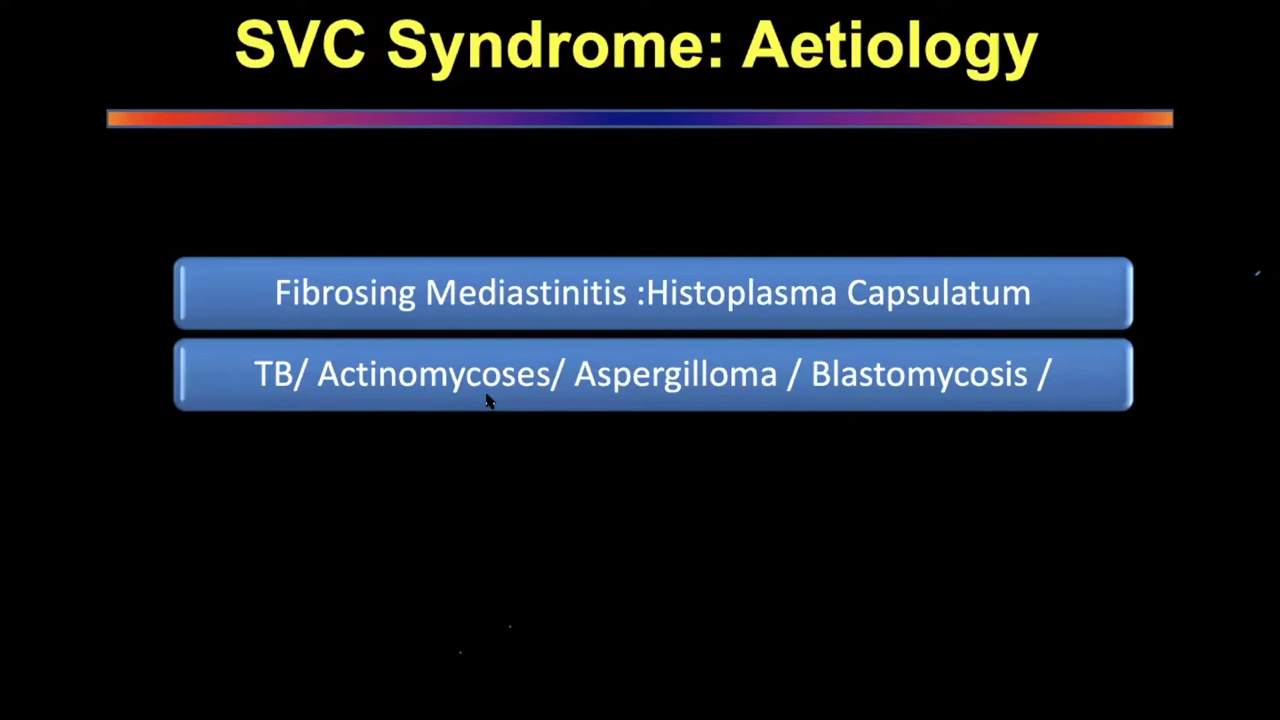 SVC Syndrome: Aetiology
Fibrosing Mediastinitis :Histoplasma Capsulatum
TB/ Actinomycoses/ Aspergilloma / Blastomycosis /